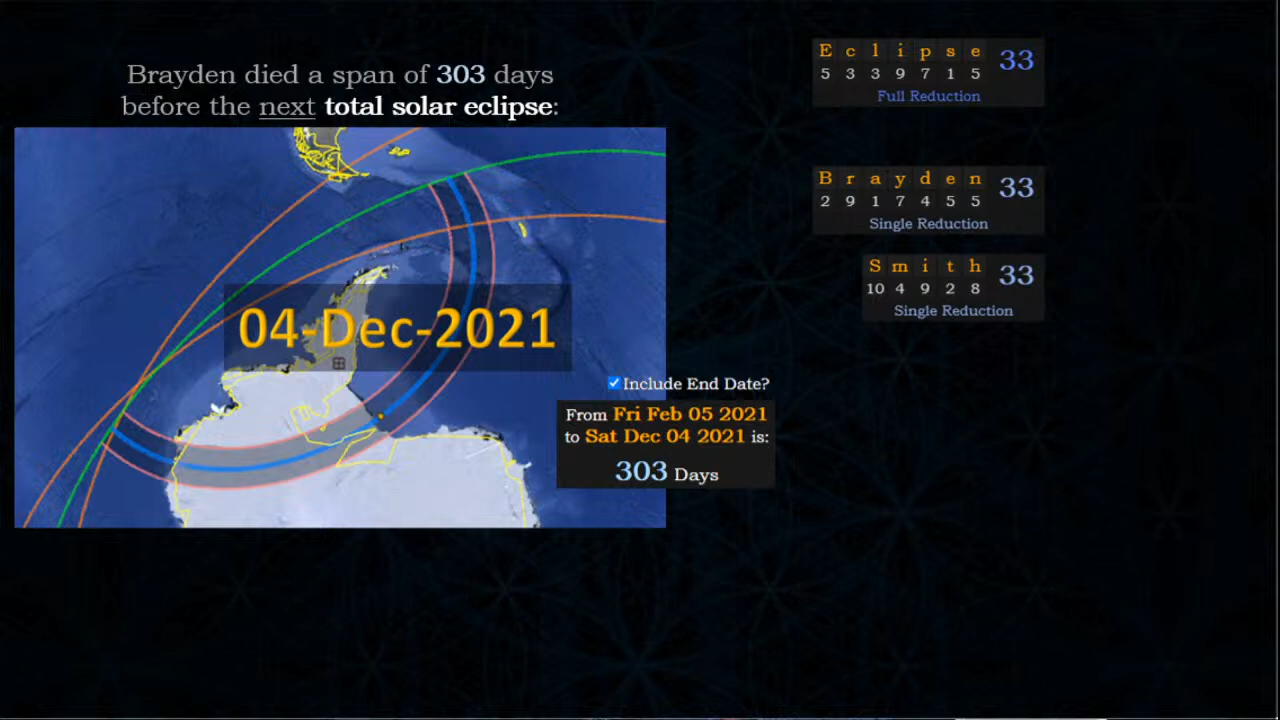 Brayden died a span of 303 days
before the next total solar eclipse:
04-Dec-2021
Include End Date?
From Fri Feb 05 2021
to Sat Dec 04 2021 is:
303 Days
E c l i p s e 33
5 3 3 9 7 1 5
Full Reduction
B r a y d e n 33
2 9 1 7 4 5 5
Single Reduction
S m i t h 33
10 4 9 2 8
Single Reduction